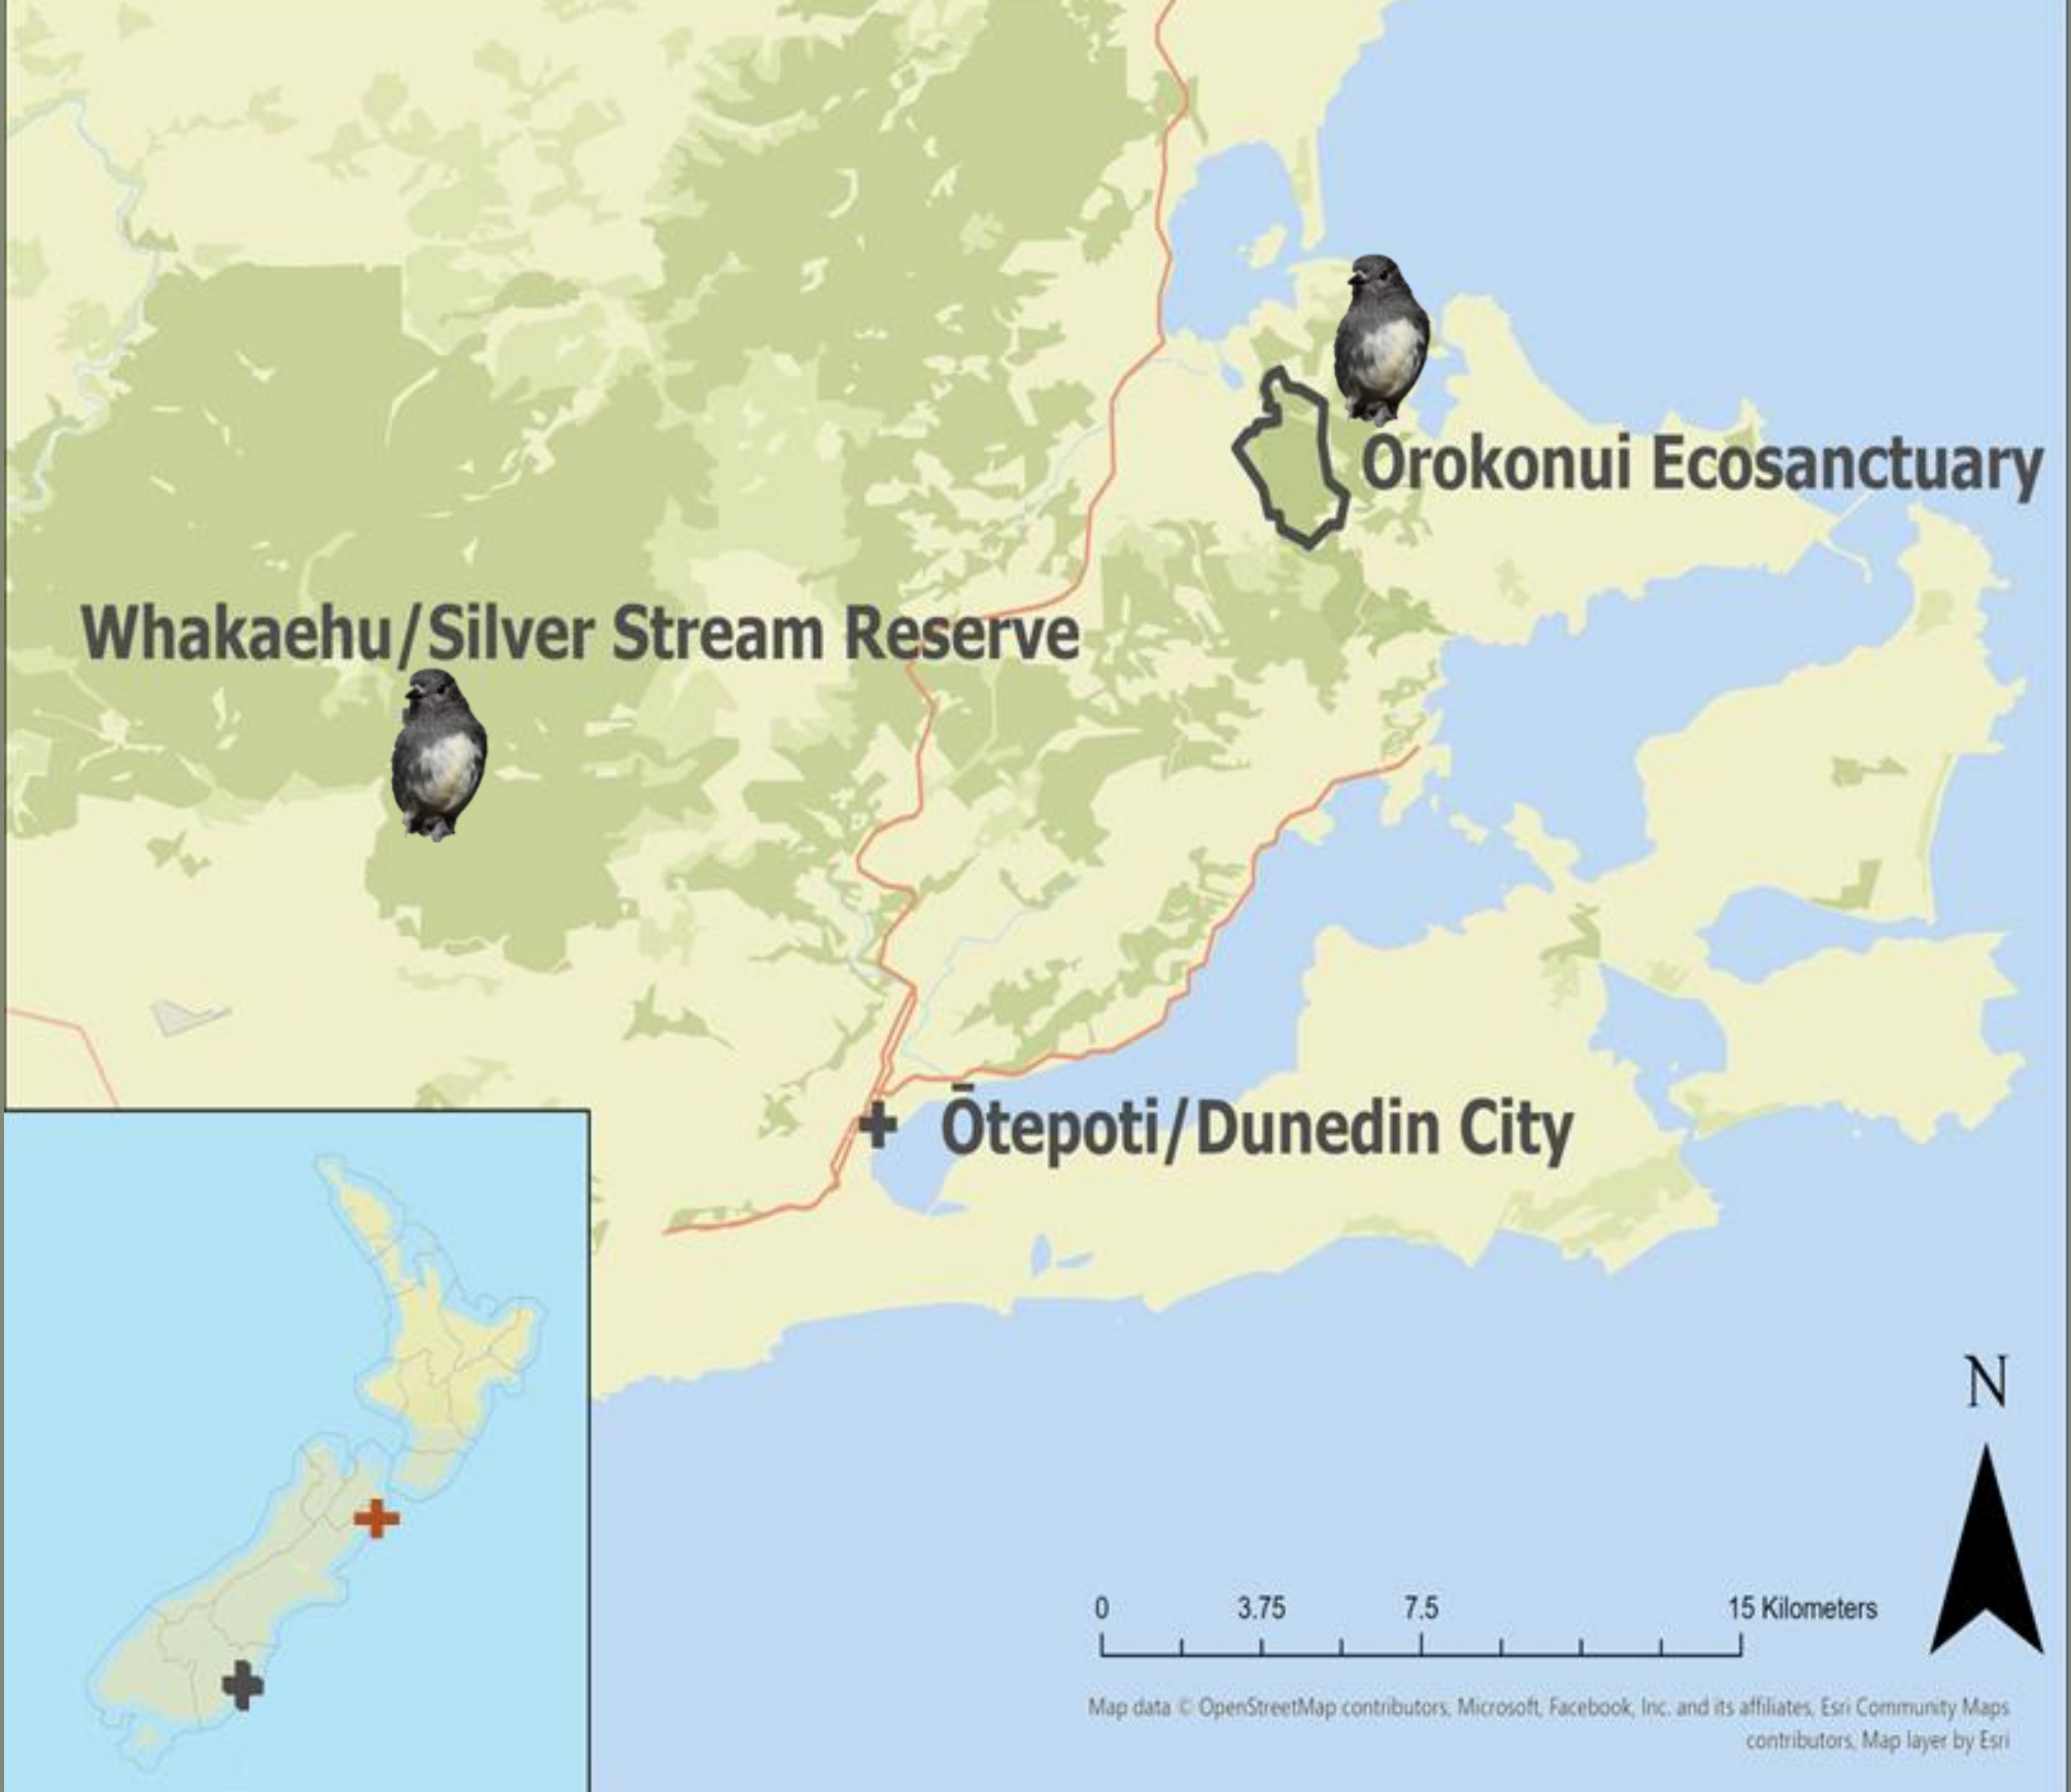 Orokonui Ecosanctuary
Whakaehu/Silver Stream Reserve
Ōtepoti/Dunedin City
N
0 3.75 7.5 15 Kilometers
Map data © OpenStreetMap contributors, Microsoft, Facebook, Inc. and its affiliates, Esri Community Maps
contributors, Map layer by Esri